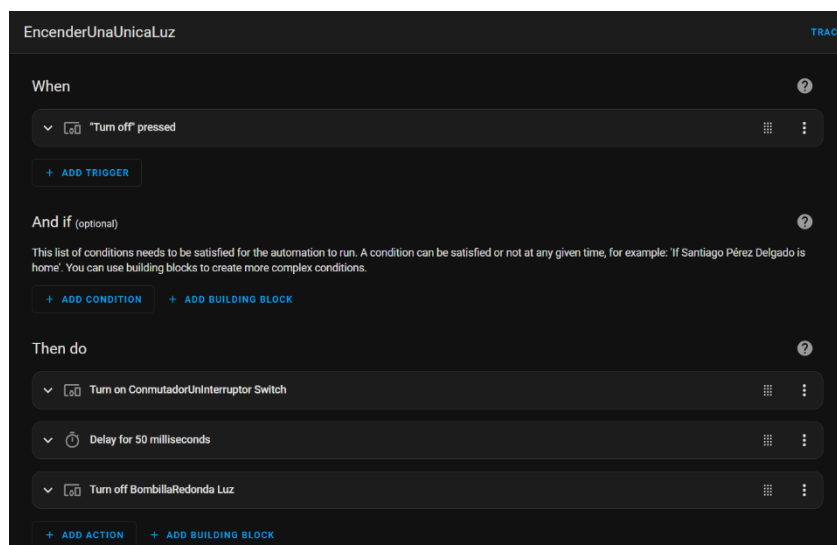 EncenderUnaUnicaLuz
TRAC
When
"Turn off" pressed
+ ADD TRIGGER
And if (optional)
This list of conditions needs to be satisfied for the automation to run. A condition can be satisfied or not at any given time, for example: 'If Santiago Pérez Delgado is
home'. You can use building blocks to create more complex conditions.
+ ADD CONDITION + ADD BUILDING BLOCK
Then do
Turn on ConmutadorUnInterruptor Switch
Delay for 50 milliseconds
Turn off BombillaRedonda Luz
+ ADD ACTION + ADD BUILDING BLOCK